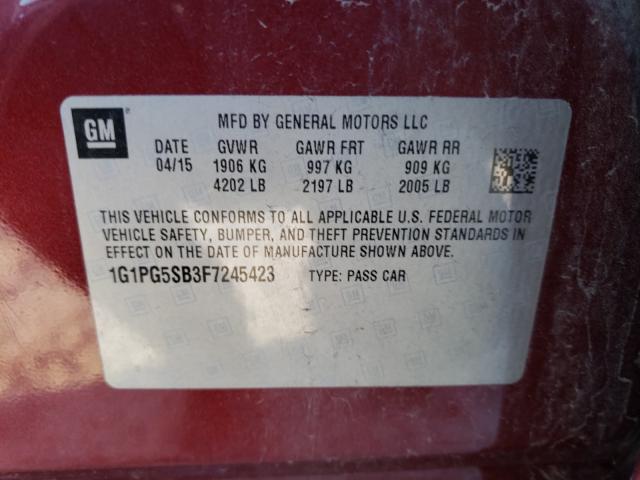 GM
MFD BY GENERAL MOTORS LLC
DATE GVWR GAWR FRT GAWR RR
04/15 1906 KG 997 KG 909 KG
4202 LB 2197 LB 2005 LB
THIS VEHICLE CONFORMS TO ALL APPLICABLE U.S. FEDERAL MOTOR
VEHICLE SAFETY, BUMPER, AND THEFT PREVENTION STANDARDS IN
EFFECT ON THE DATE OF MANUFACTURE SHOWN ABOVE.
1G1PG5SB3F7245423 TYPE: PASS CAR